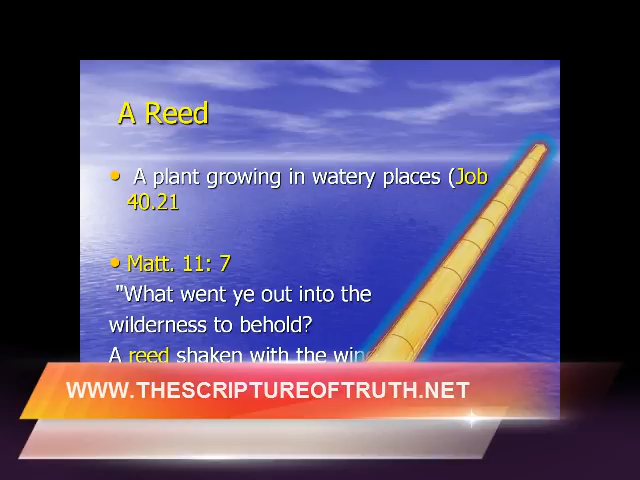 A Reed
• A plant growing in watery places (Job
40.21
• Matt. 11: 7
"What went ye out into the
wilderness to behold?
A reed shaken with the win
WWW.THESCRIPTUREOFTRUTH.NET